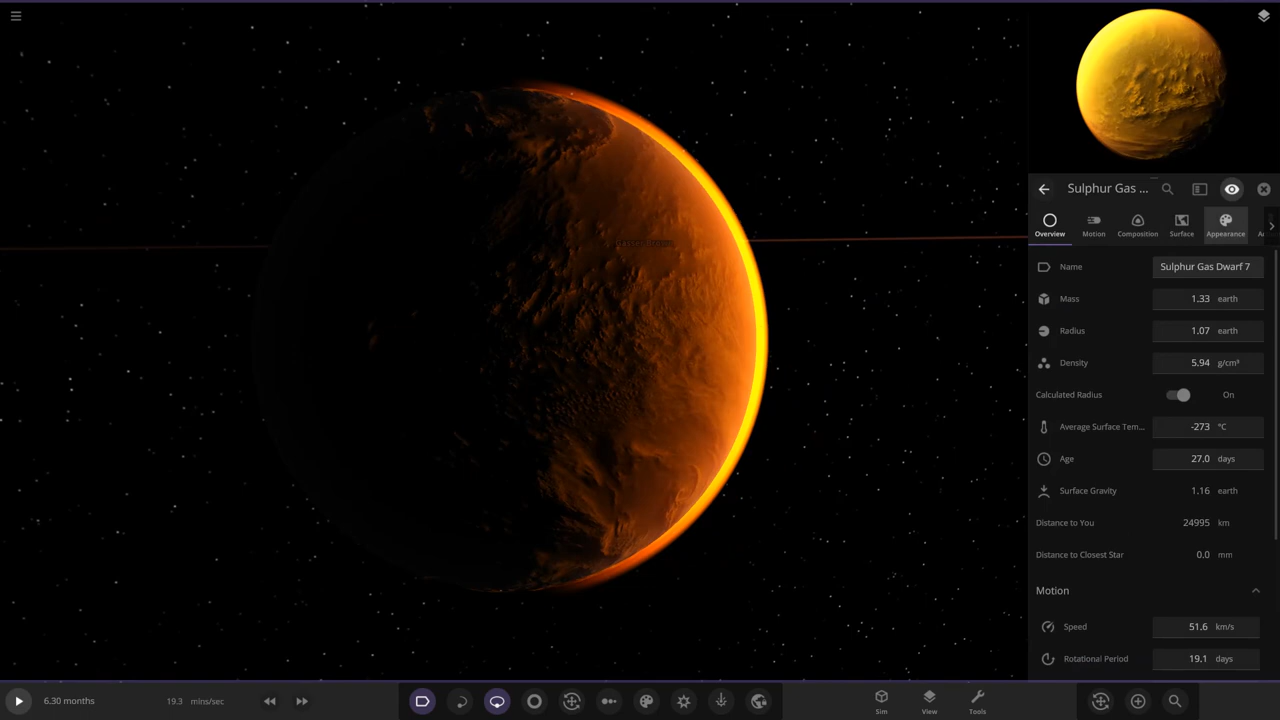 Sulphur Gas ...
Overview
Motion
Composition
Surface
Appearance
Name Sulphur Gas Dwarf 7
Mass 1.33 earth
Radius 1.07 earth
Density 5.94 g/cm³
Calculated Radius On
Average Surface Tem... -273 °C
Age 27.0 days
Surface Gravity 1.16 earth
Distance to You 24995 km
Distance to Closest Star 0.0 mm
Motion
Speed 51.6 km/s
Rotational Period 19.1 days
6.30 months
19.3 mins/sec
Sim
View
Tools